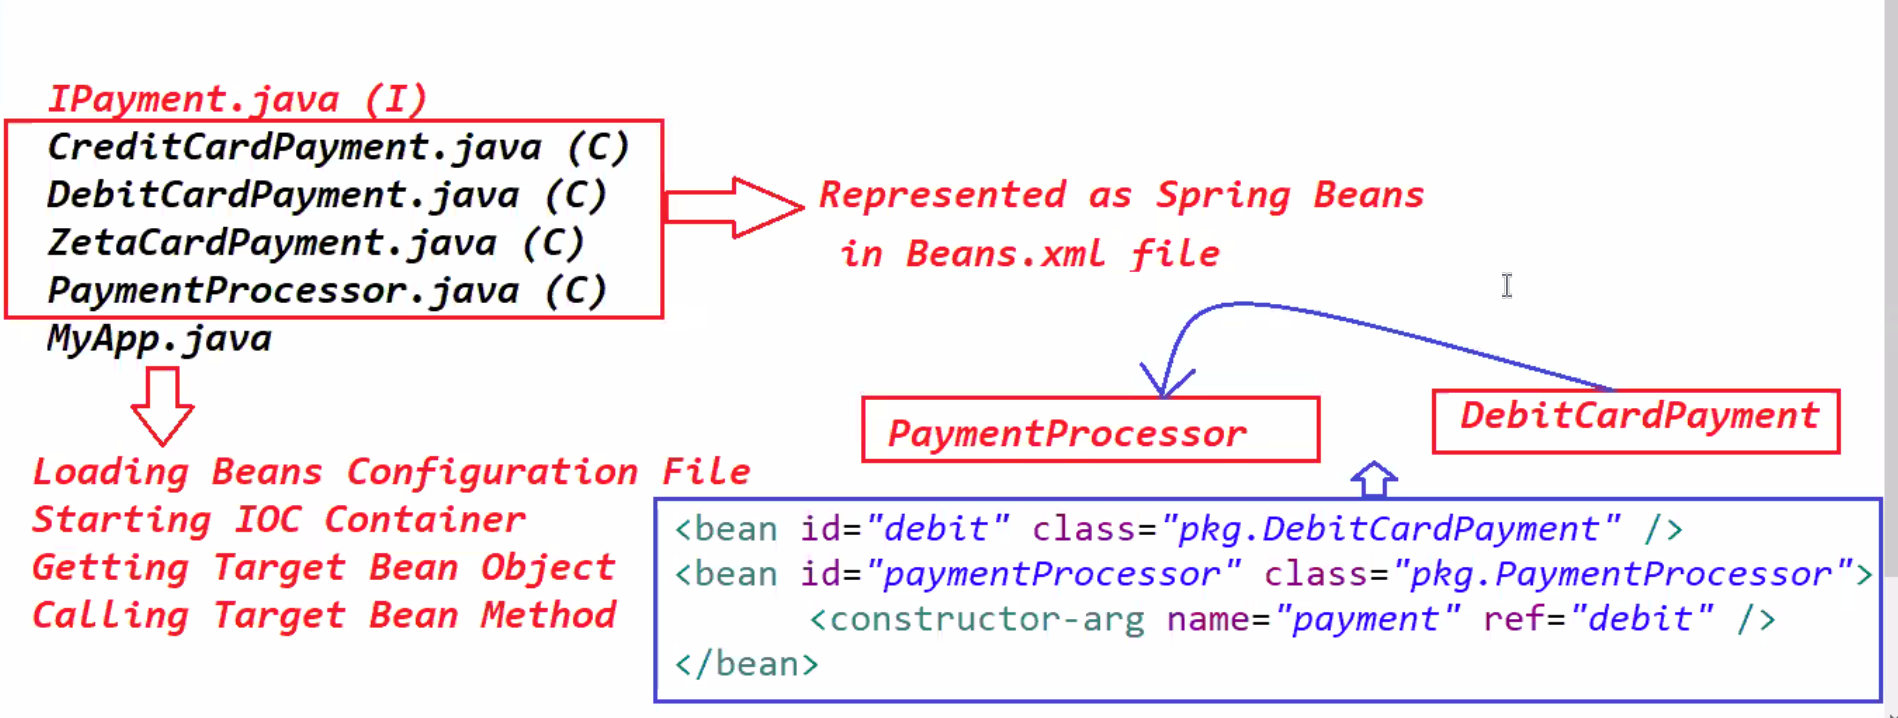 IPayment.java (I)
CreditCardPayment.java (C)
DebitCardPayment.java (C)
ZetaCardPayment.java (C)
PaymentProcessor.java (C)
MyApp.java
Represented as Spring Beans
in Beans.xml file
Loading Beans Configuration File
Starting IOC Container
Getting Target Bean Object
Calling Target Bean Method
PaymentProcessor
DebitCardPayment
<bean id="debit" class="pkg.DebitCardPayment" />
<bean id="paymentProcessor" class="pkg.PaymentProcessor">
<constructor-arg name="payment" ref="debit" />
</bean>